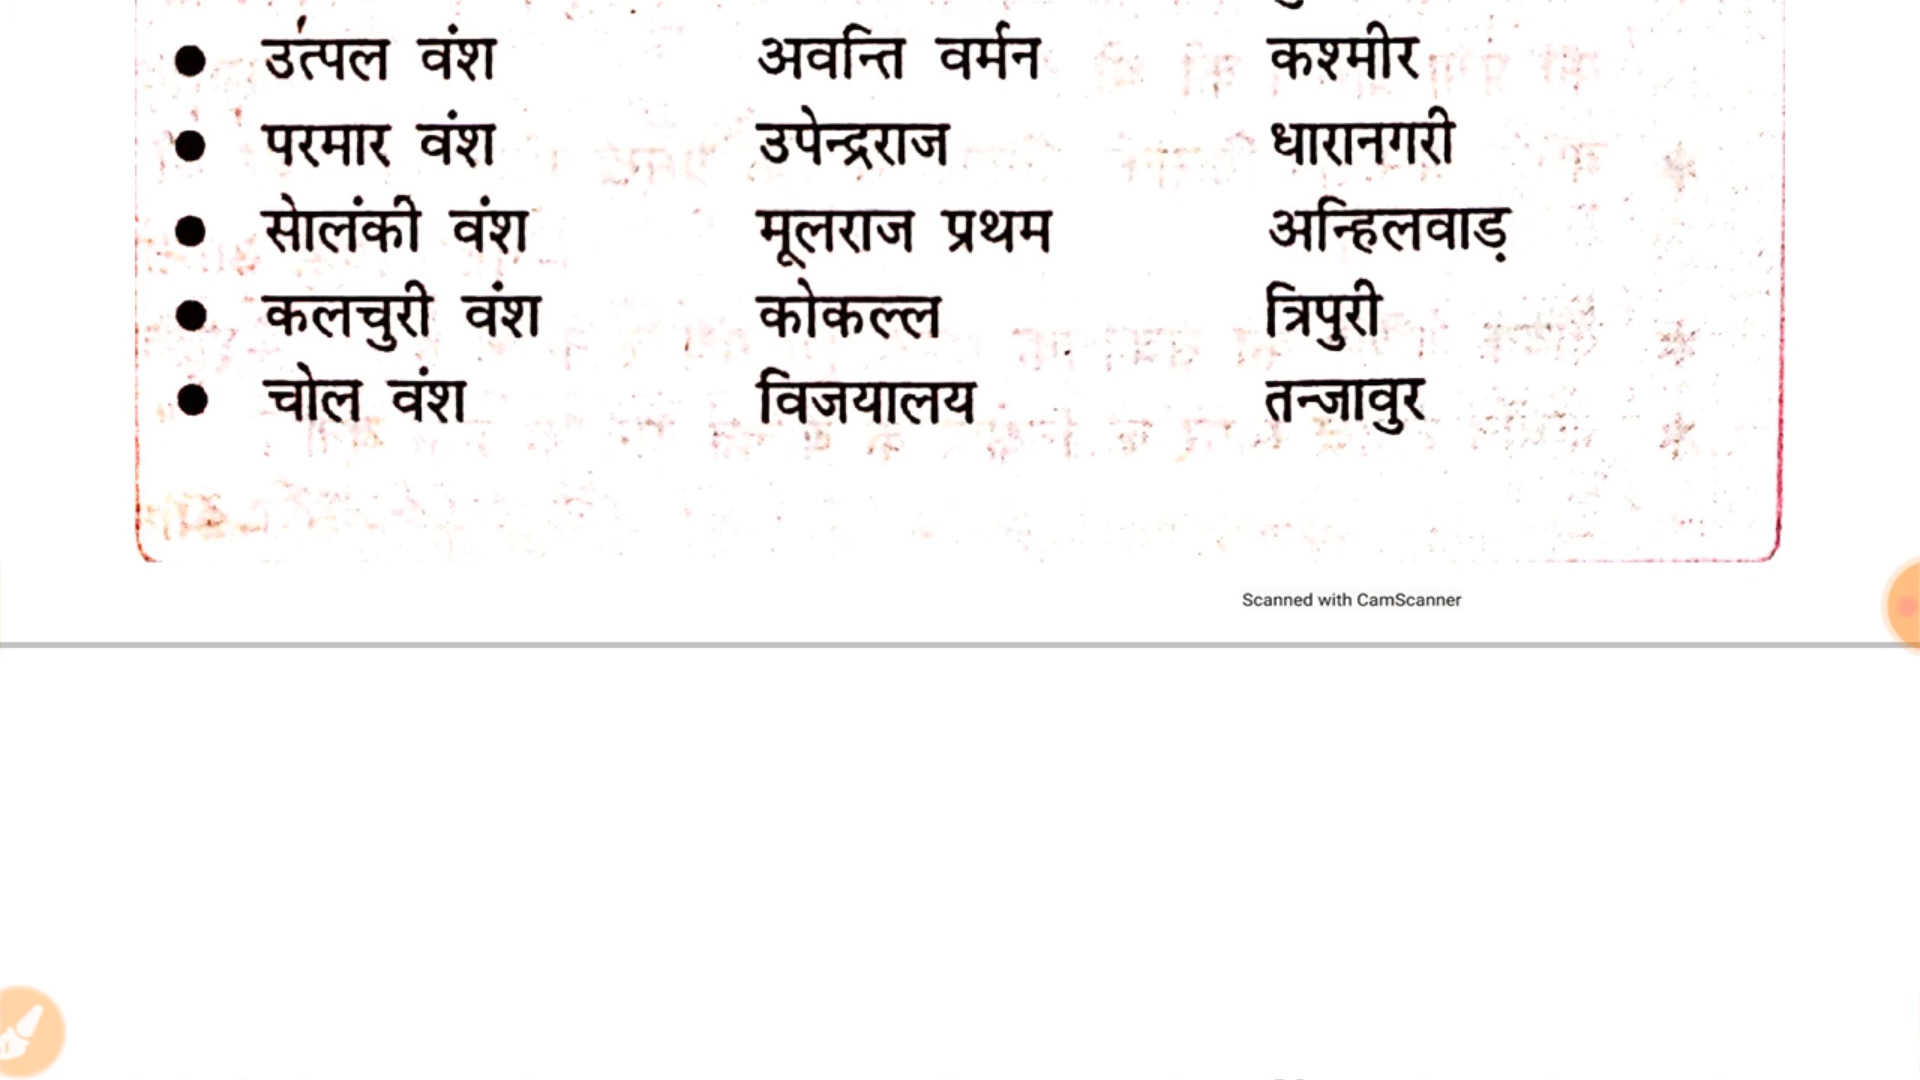 ● उत्पल वंश अवन्ति वर्मन कश्मीर
● परमार वंश उपेन्द्रराज धारानगरी
● सोलंकी वंश मूलराज प्रथम अन्हिलवाड़
● कलचुरी वंश कोकल्ल त्रिपुरी
● चोल वंश विजयालय तन्जावुर
Scanned with CamScanner